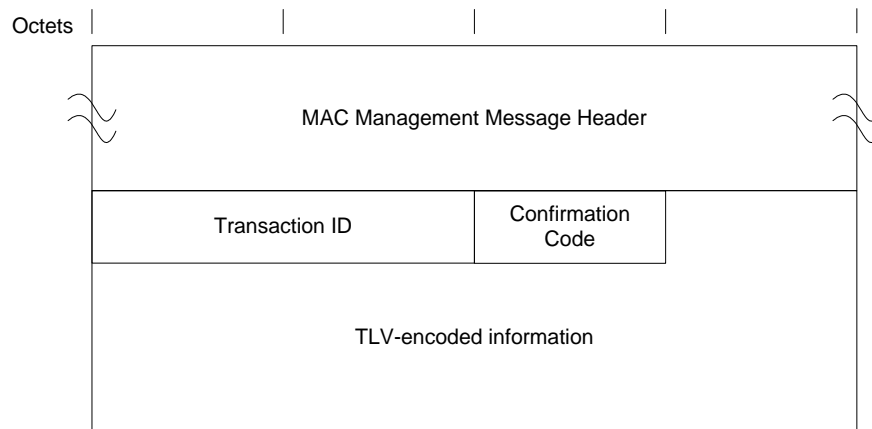 Octets
MAC Management Message Header
Transaction ID
Confirmation
Code
TLV-encoded information